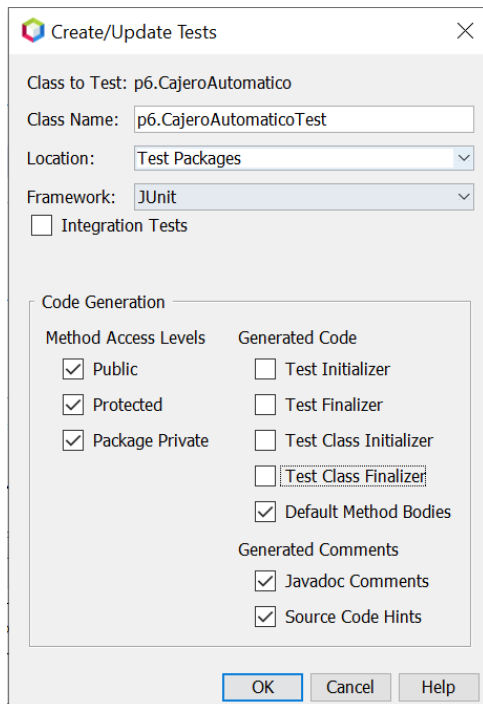 Create/Update Tests
Class to Test: p6.CajeroAutomatico
Class Name: p6.CajeroAutomaticoTest
Location: Test Packages
Framework: JUnit
Integration Tests
Code Generation
Method Access Levels Generated Code
Public Test Initializer
Protected Test Finalizer
Package Private Test Class Initializer
Test Class Finalizer
Default Method Bodies
Generated Comments
Javadoc Comments
Source Code Hints
OK Cancel Help